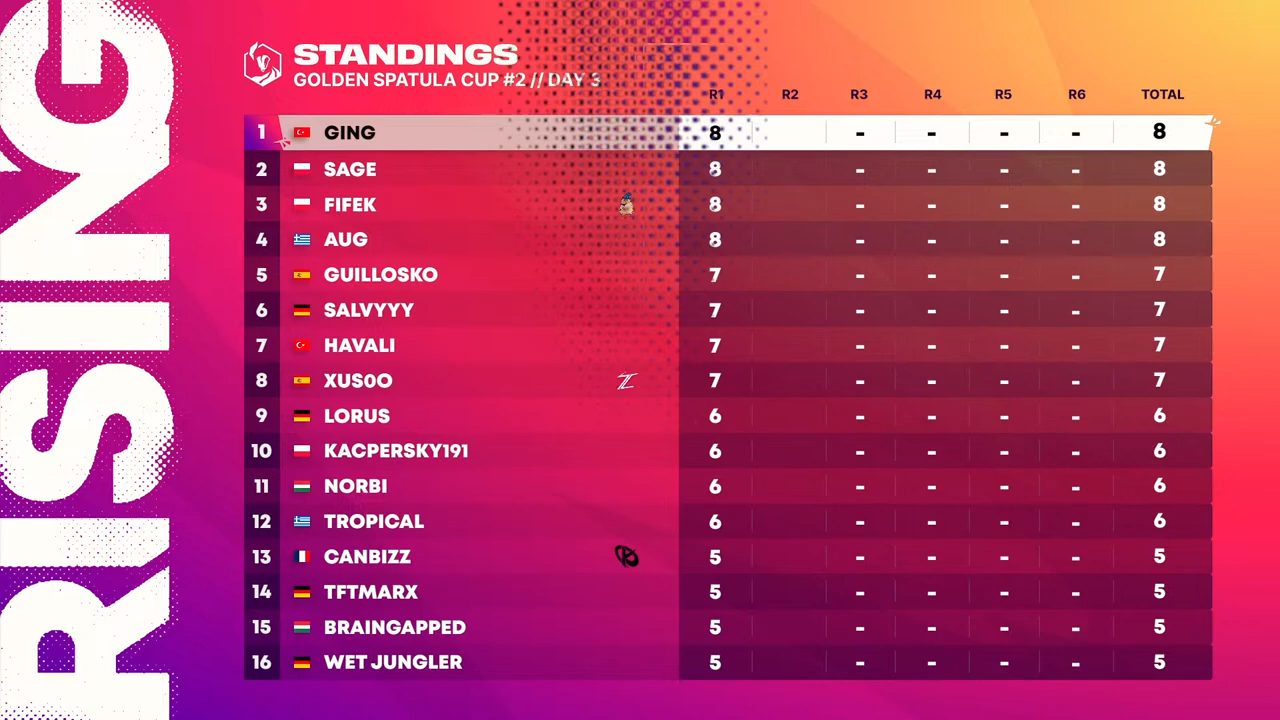 RISING
STANDINGS
GOLDEN SPATULA CUP #2 // DAY 3
R1 R2 R3 R4 R5 R6 TOTAL
1 GING 8 - - - - 8
2 SAGE 8 - - - - 8
3 FIFEK 8 - - - - 8
4 AUG 8 - - - - 8
5 GUILLOSKO 7 - - - - 7
6 SALVYYY 7 - - - - 7
7 HAVALI 7 - - - - 7
8 XUS0O 7 - - - - 7
9 LORUS 6 - - - - 6
10 KACPERSKY191 6 - - - - 6
11 NORBI 6 - - - - 6
12 TROPICAL 6 - - - - 6
13 CANBIZZ 5 - - - - 5
14 TFTMARX 5 - - - - 5
15 BRAINGAPPED 5 - - - - 5
16 WET JUNGLER 5 - - - - 5